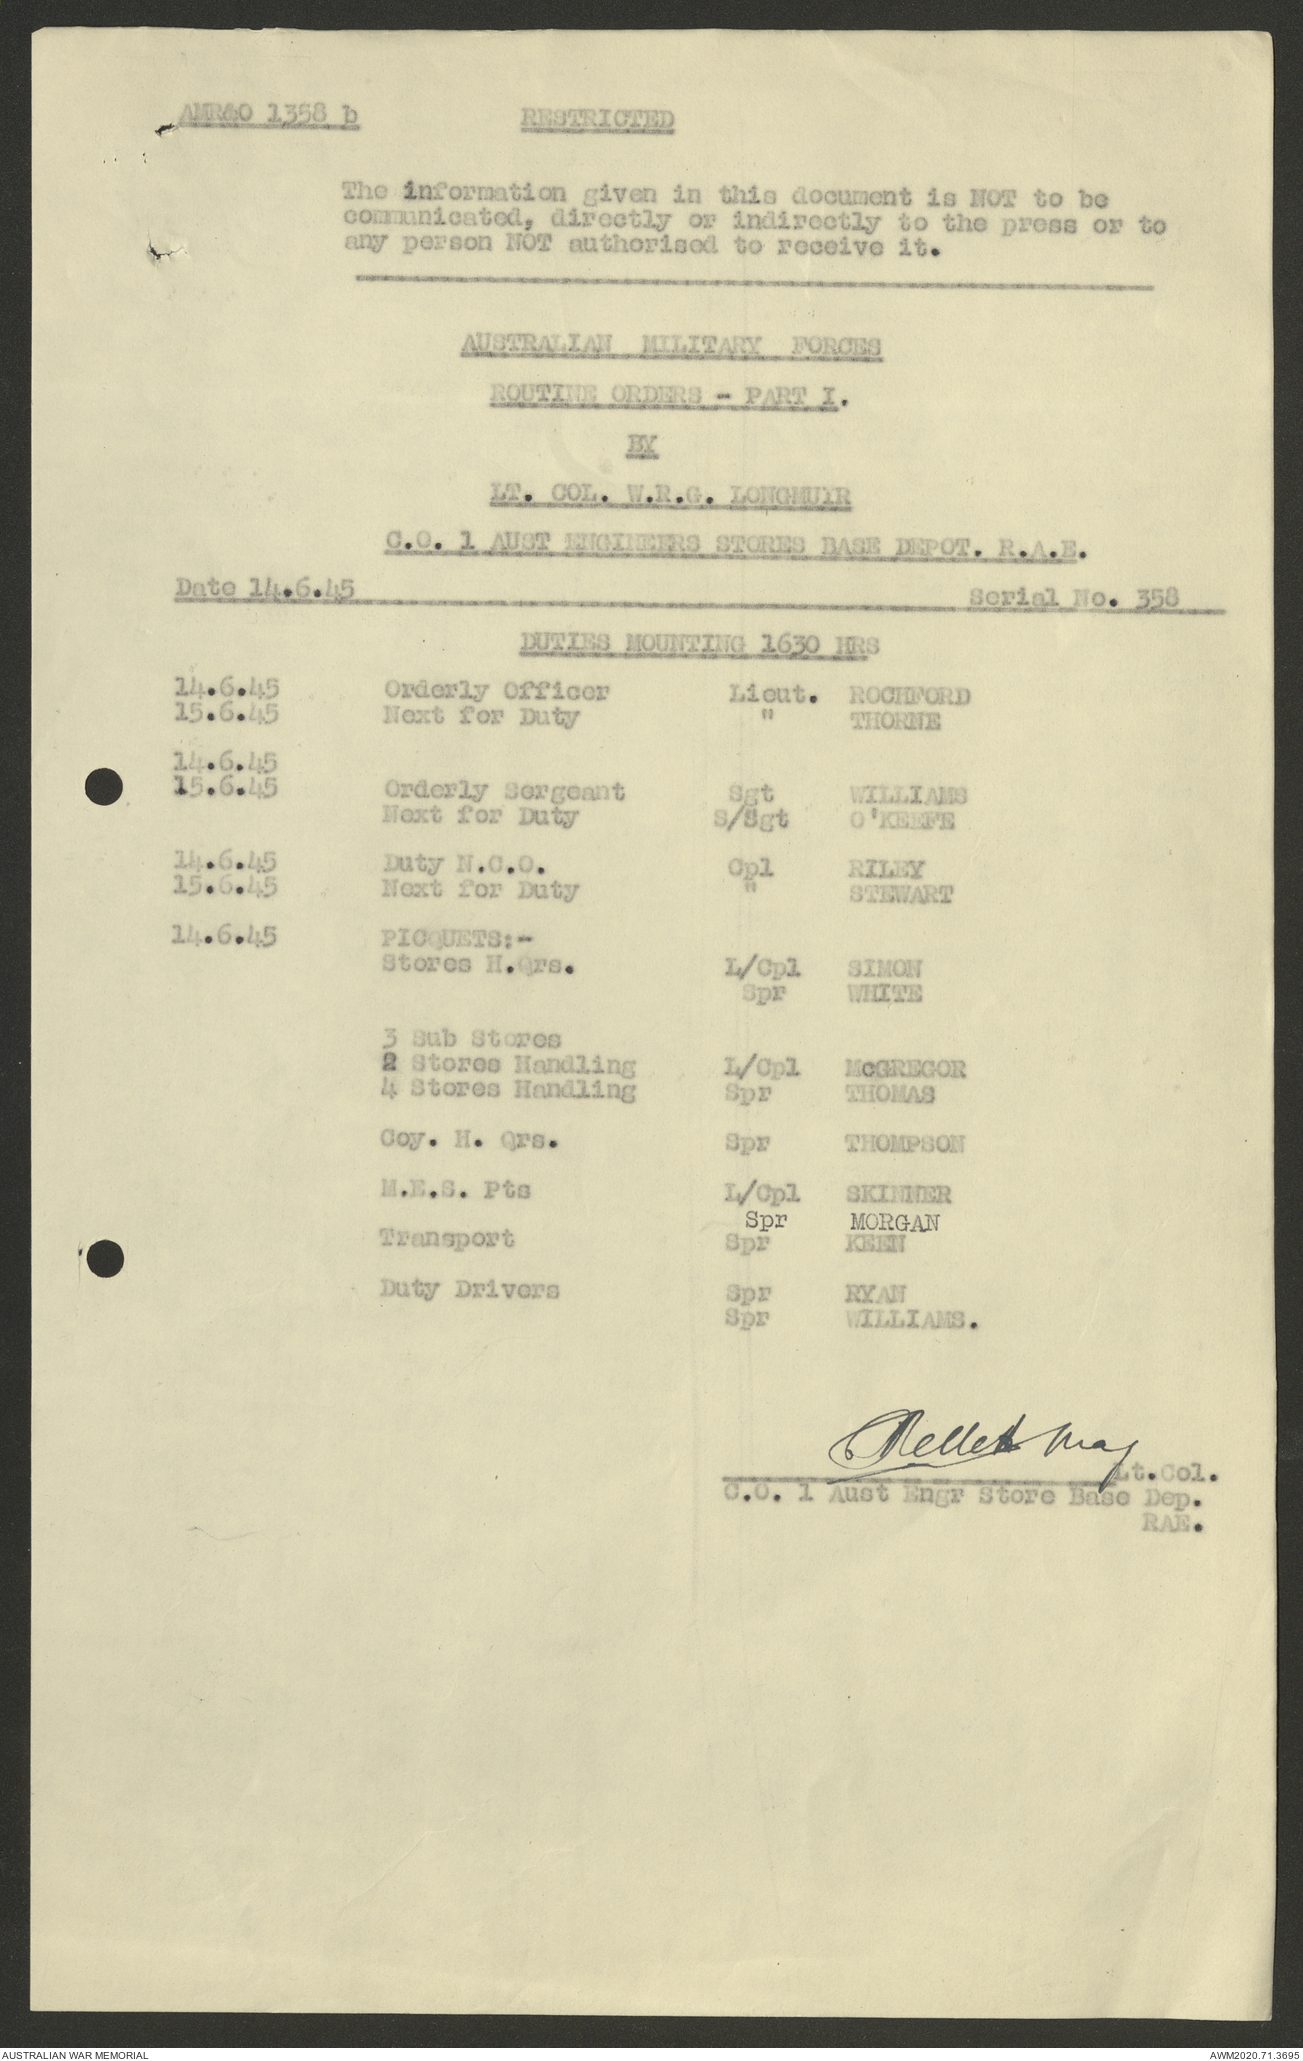 AMR&O 1358 b RESTRICTED
The information given in this document is NOT to be
communicated, directly or indirectly to the press or to
any person NOT authorised to receive it.
AUSTRALIAN MILITARY FORCES
ROUTINE ORDERS - PART I.
BY
LT. COL. W.R.G. LONGMUYR
C.O. 1 AUST ENGINEERS STORES BASE DEPOT. R.A.E.
Date 14.6.45 Serial No. 358
DUTIES MOUNTING 1630 HRS
14.6.45 Orderly Officer Lieut. ROCHFORD
15.6.45 Next for Duty " THORNE
14.6.45
15.6.45 Orderly Sergeant Sgt WILLIAMS
Next for Duty S/Sgt O'KEEFE
14.6.45 Duty N.C.O. Cpl RILEY
15.6.45 Next for Duty " STEWART
14.6.45 PICQUETS:-
Stores H.Qrs. L/Cpl SIMON
Spr WHITE
3 Sub Stores
2 Stores Handling L/Cpl McGREGOR
4 Stores Handling Spr THOMAS
Coy. H. Qrs. Spr THOMPSON
M.E.S. Pts L/Cpl SKINNER
Spr MORGAN
Transport Spr KEEN
Duty Drivers Spr RYAN
Spr WILLIAMS.
Maj
Lt.Col.
C.O. 1 Aust Engr Store Base Dep.
RAE.
AUSTRALIAN WAR MEMORIAL AWM2020.71.3695